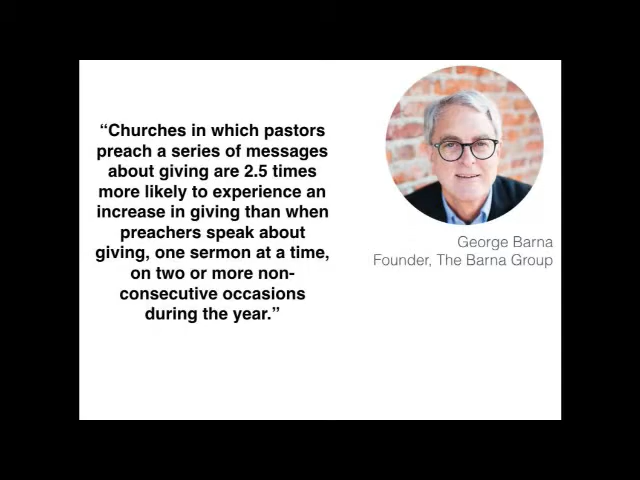 “Churches in which pastors
preach a series of messages
about giving are 2.5 times
more likely to experience an
increase in giving than when
preachers speak about
giving, one sermon at a time,
on two or more non-
consecutive occasions
during the year.”
George Barna
Founder, The Barna Group